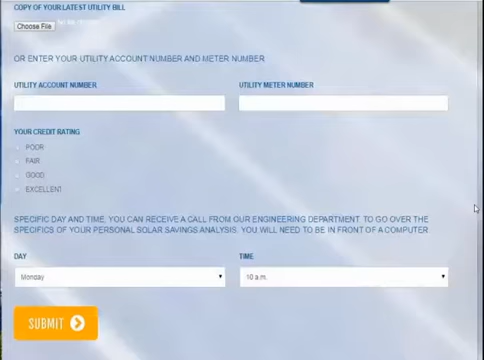 COPY OF YOUR LATEST UTILITY BILL
Choose File
OR ENTER YOUR UTILITY ACCOUNT NUMBER AND METER NUMBER
UTILITY ACCOUNT NUMBER UTILITY METER NUMBER
YOUR CREDIT RATING
POOR
FAIR
GOOD
EXCELLENT
SPECIFIC DAY AND TIME, YOU CAN RECEIVE A CALL FROM OUR ENGINEERING DEPARTMENT, TO GO OVER THE
SPECIFICS OF YOUR PERSONAL SOLAR SAVINGS ANALYSIS. YOU WILL NEED TO BE IN FRONT OF A COMPUTER.
DAY TIME
Monday 10 a.m.
SUBMIT